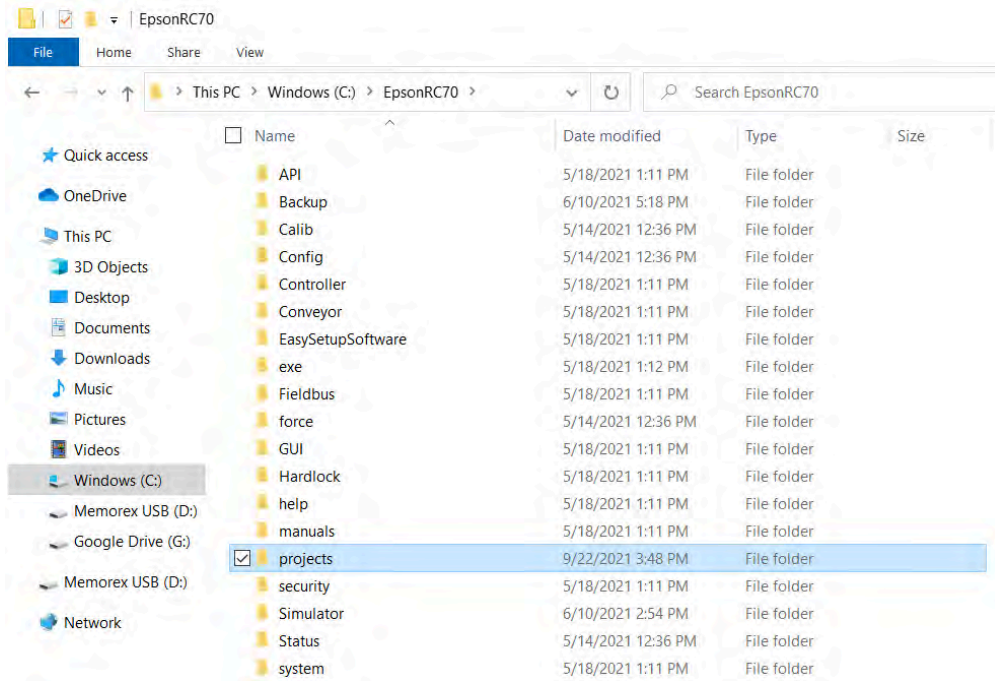 EpsonRC70
File Home Share View
This PC > Windows (C:) > EpsonRC70 > Search EpsonRC70
Name Date modified Type Size
Quick access
OneDrive
This PC
3D Objects
Desktop
Documents
Downloads
Music
Pictures
Videos
Windows (C:)
Memorex USB (D:)
Google Drive (G:)
Memorex USB (D:)
Network
API 5/18/2021 1:11 PM File folder
Backup 6/10/2021 5:18 PM File folder
Calib 5/14/2021 12:36 PM File folder
Config 5/14/2021 12:36 PM File folder
Controller 5/18/2021 1:11 PM File folder
Conveyor 5/18/2021 1:11 PM File folder
EasySetupSoftware 5/18/2021 1:11 PM File folder
exe 5/18/2021 1:12 PM File folder
Fieldbus 5/18/2021 1:11 PM File folder
force 5/14/2021 12:36 PM File folder
GUI 5/18/2021 1:11 PM File folder
Hardlock 5/18/2021 1:11 PM File folder
help 5/18/2021 1:11 PM File folder
manuals 5/18/2021 1:11 PM File folder
projects 9/22/2021 3:48 PM File folder
security 5/18/2021 1:11 PM File folder
Simulator 6/10/2021 2:54 PM File folder
Status 5/14/2021 12:36 PM File folder
system 5/18/2021 1:11 PM File folder